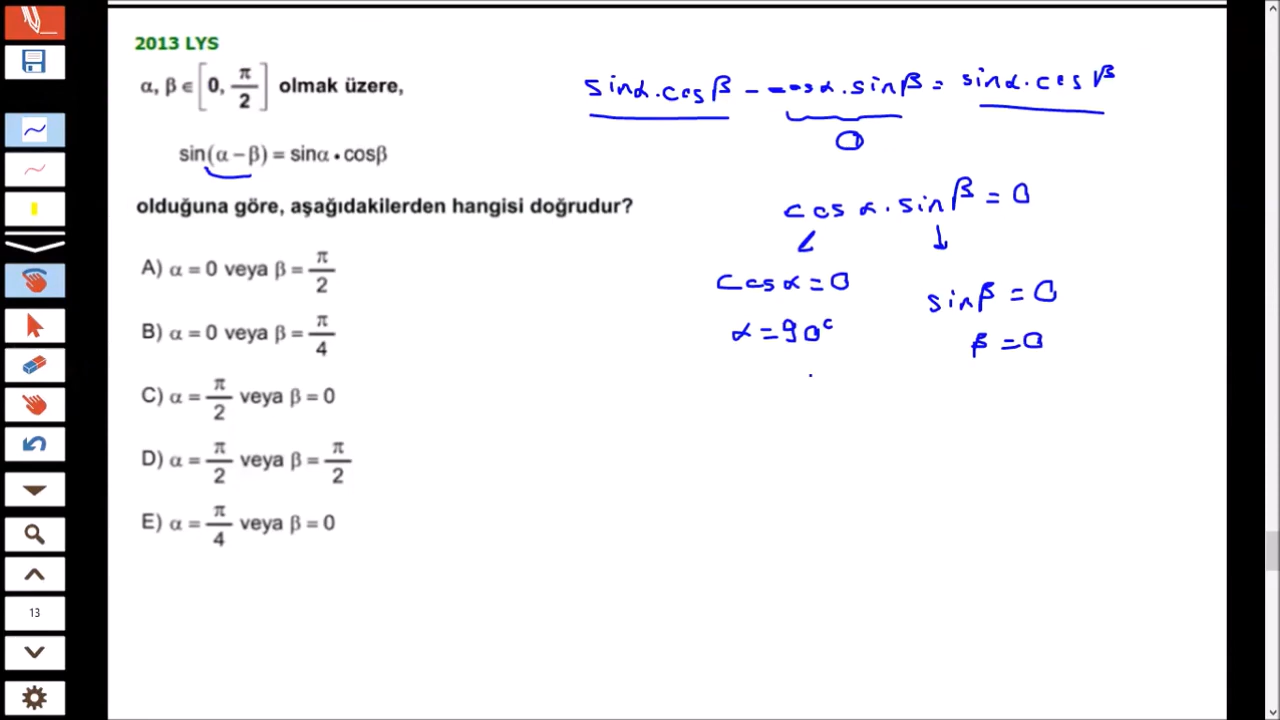 2013 LYS
α, β ∈ [0, π/2] olmak üzere,
sin(α – β) = sinα • cosβ
olduğuna göre, aşağıdakilerden hangisi doğrudur?
A) α = 0 veya β = π/2
B) α = 0 veya β = π/4
C) α = π/2 veya β = 0
D) α = π/2 veya β = π/2
E) α = π/4 veya β = 0
sinα.cosβ – cosα.sinβ = sinα.cosβ
0
cosα.sinβ = 0
cosα = 0
sinβ = 0
α = 90°
β = 0
13